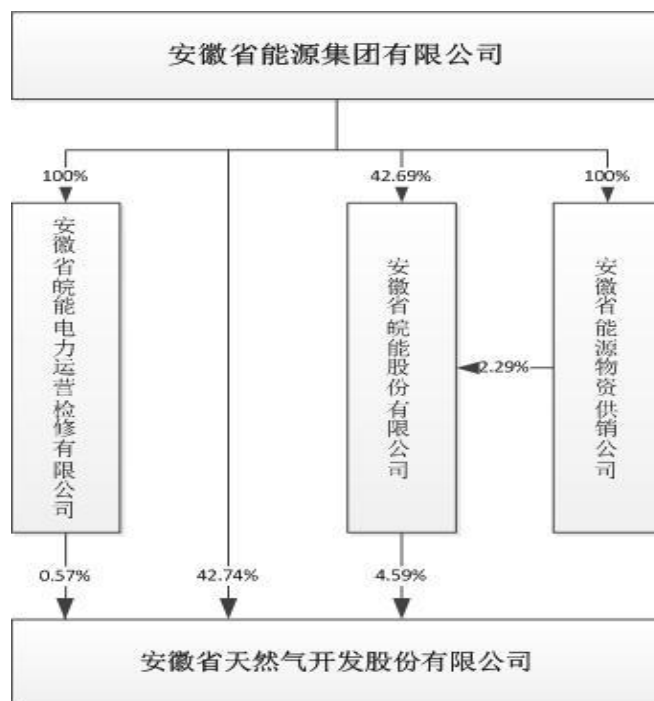 安徽省能源集团有限公司
100%
42.69%
100%
安徽省皖能电力运营检修有限公司
安徽省皖能股份有限公司
安徽省能源物资供销公司
2.29%
0.57%
42.74%
4.59%
安徽省天然气开发股份有限公司